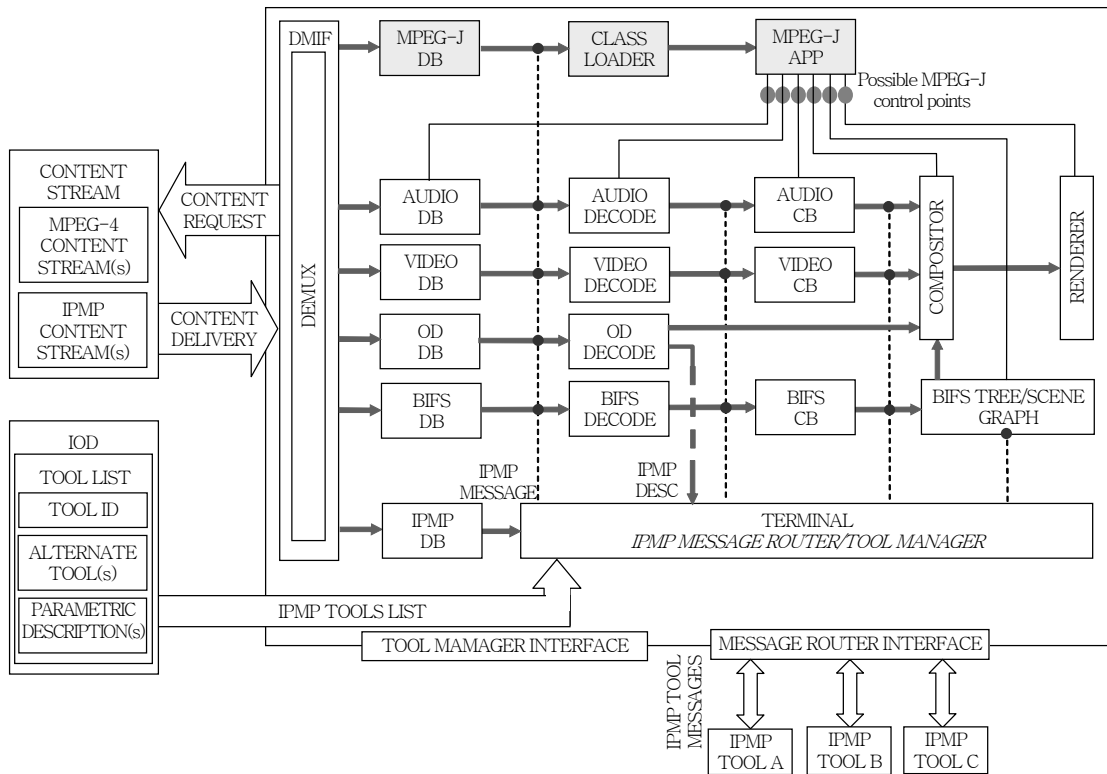 DMIF
MPEG-J
DB
CLASS
LOADER
MPEG-J
APP
Possible MPEG-J
control points
CONTENT
STREAM
MPEG-4
CONTENT
STREAM(s)
IPMP
CONTENT
STREAM(s)
CONTENT
REQUEST
CONTENT
DELIVERY
DEMUX
AUDIO
DB
AUDIO
DECODE
AUDIO
CB
VIDEO
DB
VIDEO
DECODE
VIDEO
CB
OD
DB
OD
DECODE
BIFS
DB
BIFS
DECODE
BIFS
CB
COMPOSITOR
RENDERER
BIFS TREE/SCENE
GRAPH
IOD
TOOL LIST
TOOL ID
ALTERNATE
TOOL(s)
PARAMETRIC
DESCRIPTION(s)
IPMP
MESSAGE
IPMP
DESC
IPMP
DB
TERMINAL
IPMP MESSAGE ROUTER/TOOL MANAGER
IPMP TOOLS LIST
TOOL MAMAGER INTERFACE
MESSAGE ROUTER INTERFACE
IPMP TOOL
MESSAGES
IPMP
TOOL A
IPMP
TOOL B
IPMP
TOOL C